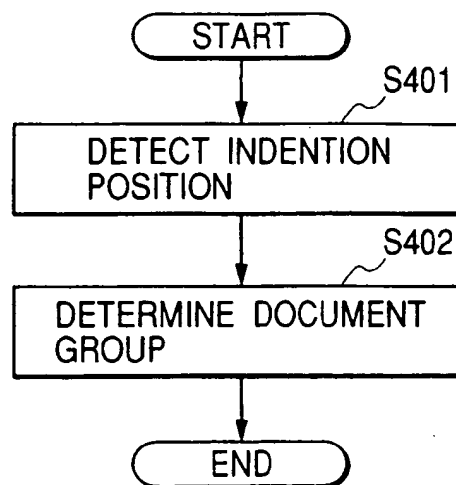 START
S401
DETECT INDENTION
POSITION
S402
DETERMINE DOCUMENT
GROUP
END